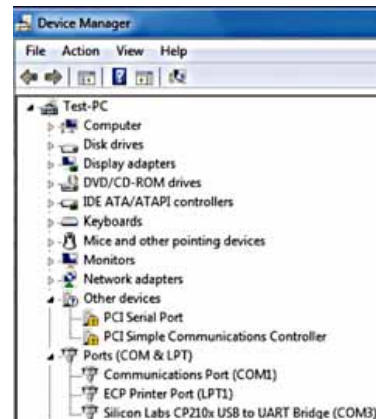 Device Manager
File Action View Help
Test-PC
Computer
Disk drives
Display adapters
DVD/CD-ROM drives
IDE ATA/ATAPI controllers
Keyboards
Mice and other pointing devices
Monitors
Network adapters
Other devices
PCI Serial Port
PCI Simple Communications Controller
Ports (COM & LPT)
Communications Port (COM1)
ECP Printer Port (LPT1)
Silicon Labs CP210x USB to UART Bridge (COM3)